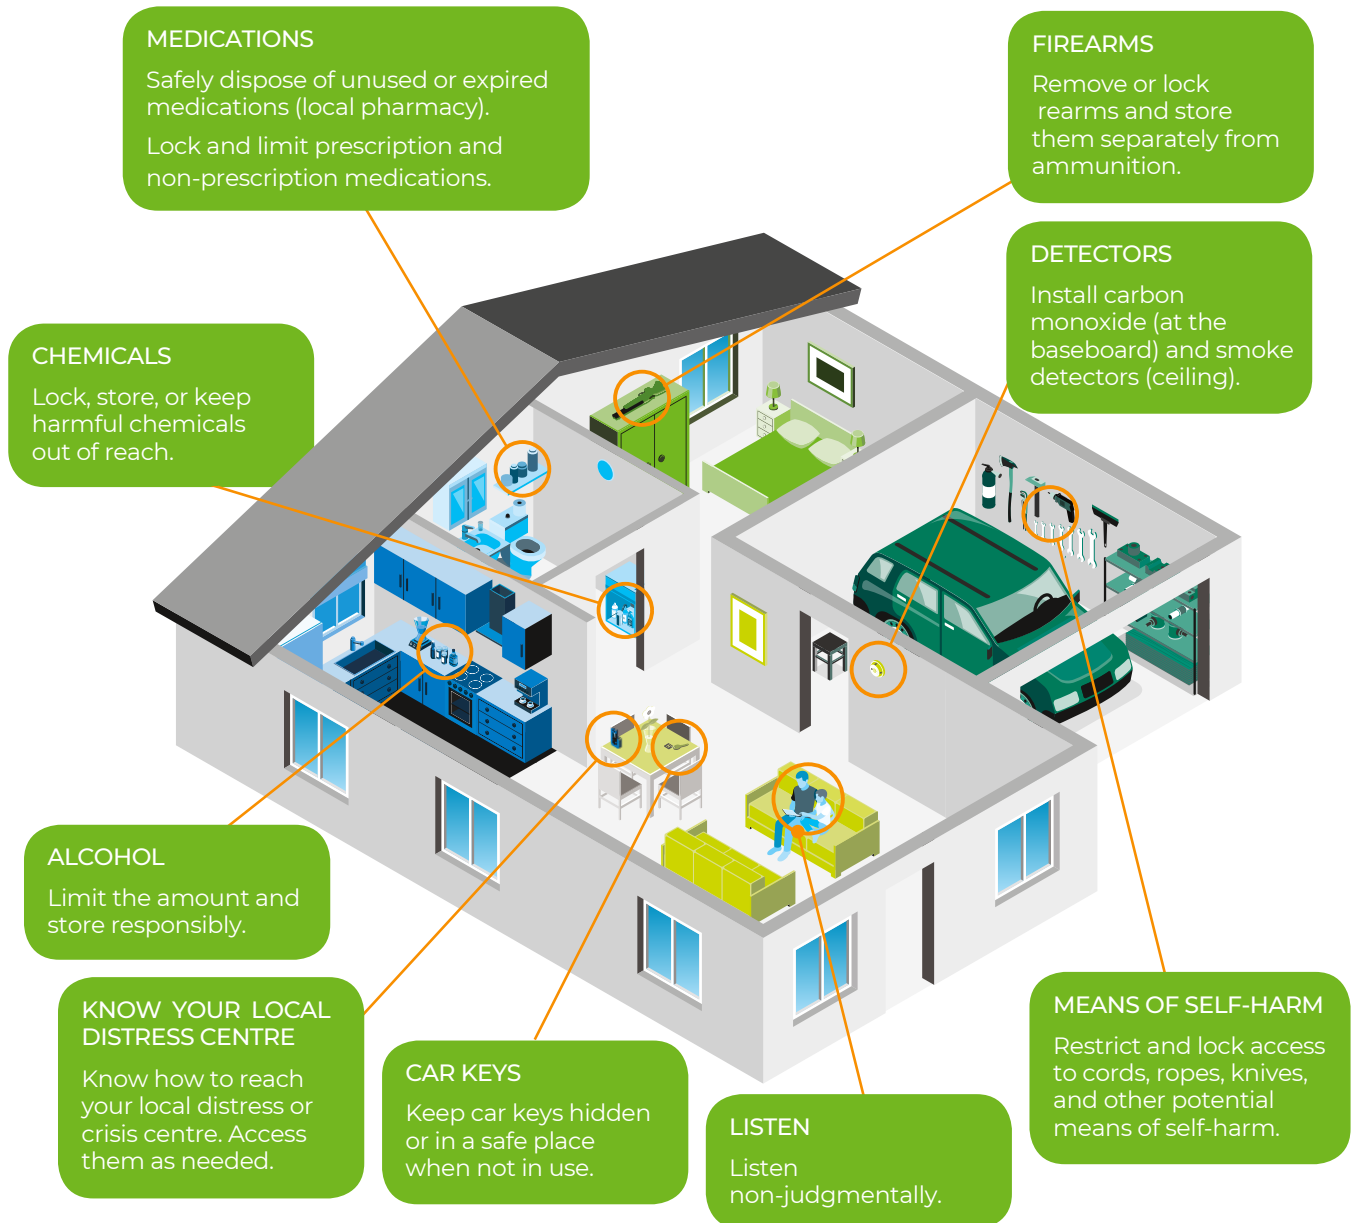 MEDICATIONS
Safely dispose of unused or expired
medications (local pharmacy).
Lock and limit prescription and
non-prescription medications.
FIREARMS
Remove or lock
rearms and store
them separately from
ammunition.
DETECTORS
Install carbon
monoxide (at the
baseboard) and smoke
detectors (ceiling).
CHEMICALS
Lock, store, or keep
harmful chemicals
out of reach.
ALCOHOL
Limit the amount and
store responsibly.
KNOW YOUR LOCAL
DISTRESS CENTRE
Know how to reach
your local distress or
crisis centre. Access
them as needed.
CAR KEYS
Keep car keys hidden
or in a safe place
when not in use.
LISTEN
Listen
non-judgmentally.
MEANS OF SELF-HARM
Restrict and lock access
to cords, ropes, knives,
and other potential
means of self-harm.